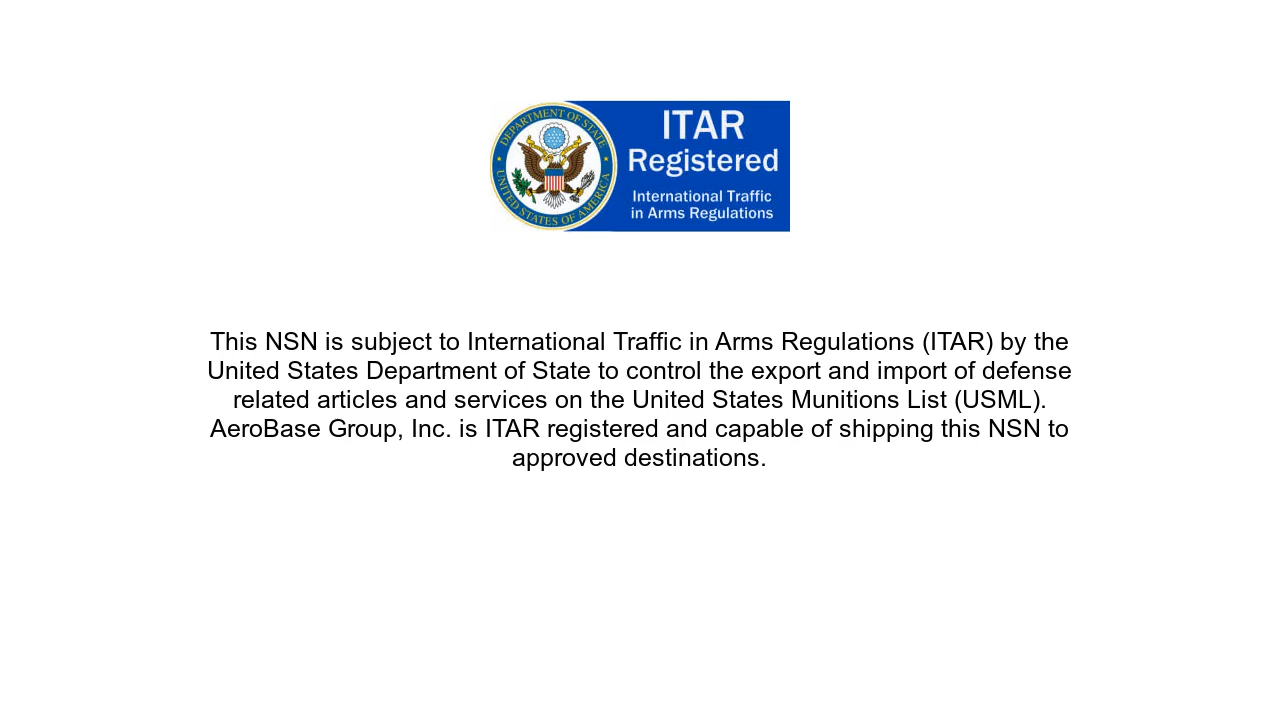 DEPARTMENT OF STATE
UNITED STATES OF AMERICA
ITAR
Registered
International Traffic
in Arms Regulations
This NSN is subject to International Traffic in Arms Regulations (ITAR) by the
United States Department of State to control the export and import of defense
related articles and services on the United States Munitions List (USML).
AeroBase Group, Inc. is ITAR registered and capable of shipping this NSN to
approved destinations.